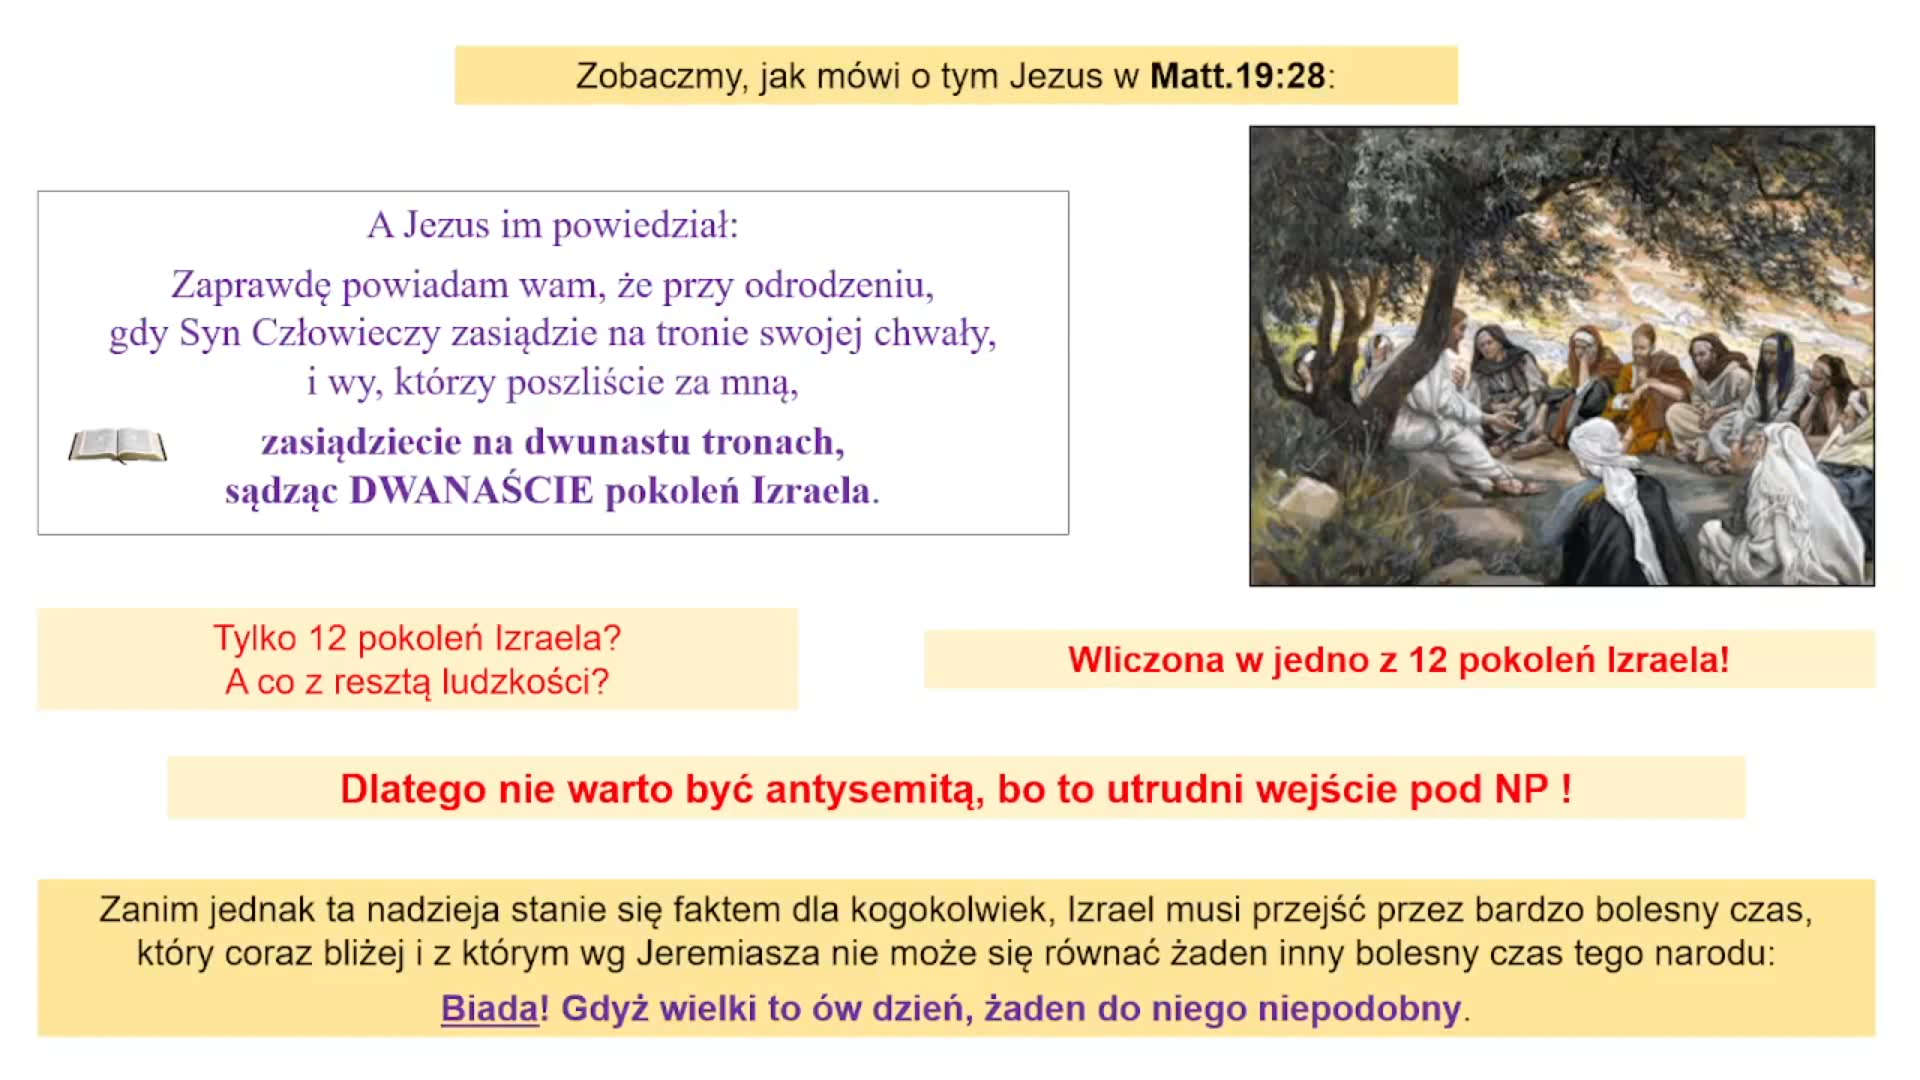 Zobaczmy, jak mówi o tym Jezus w Matt.19:28:
A Jezus im powiedział:
Zaprawdę powiadam wam, że przy odrodzeniu,
gdy Syn Człowieczy zasiądzie na tronie swojej chwały,
i wy, którzy poszliście za mną,
zasiądziecie na dwunastu tronach,
sądząc DWANAŚCIE pokoleń Izraela.
Tylko 12 pokoleń Izraela?
A co z resztą ludzkości?
Wliczona w jedno z 12 pokoleń Izraela!
Dlatego nie warto być antysemitą, bo to utrudni wejście pod NP !
Zanim jednak ta nadzieja stanie się faktem dla kogokolwiek, Izrael musi przejść przez bardzo bolesny czas,
który coraz bliżej i z którym wg Jeremiasza nie może się równać żaden inny bolesny czas tego narodu:
Biada! Gdyż wielki to ów dzień, żaden do niego niepodobny.